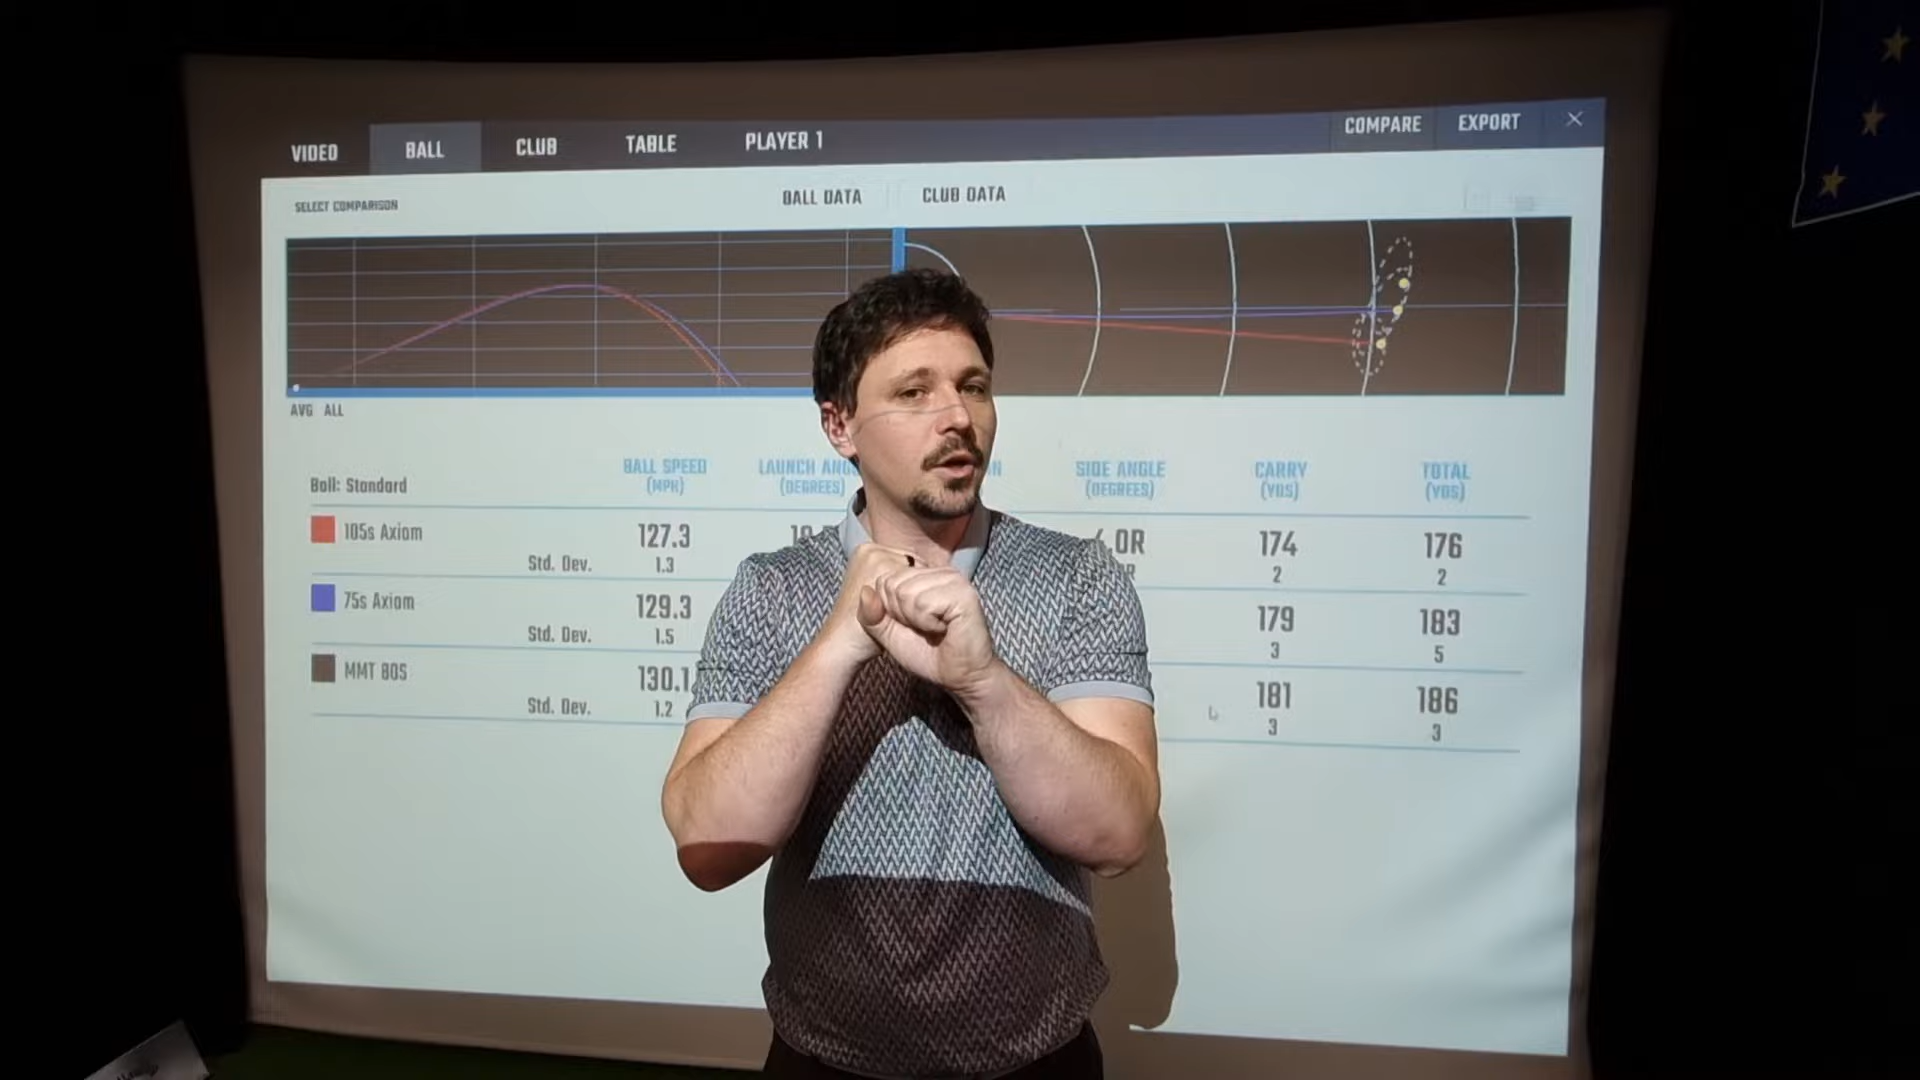 VIDEO BALL CLUB TABLE PLAYER 1 COMPARE EXPORT
BALL DATA CLUB DATA
SELECT COMPARISON
AVG ALL
BALL SPEED LAUNCH SIDE ANGLE CARRY TOTAL
(MPH) (DEGREES) (DEGREES) (YDS) (YDS)
Ball: Standard
105s Axiom 127.3 174 176
Std. Dev. 1.3 2 2
75s Axiom 129.3 179 183
Std. Dev. 1.5 3 5
MMT 80S 130.1 181 186
Std. Dev. 1.2 3 3